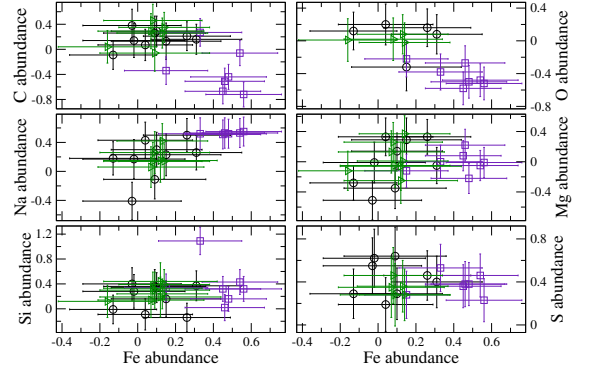 0.4 0 -0.4 -0.8 C abundance
0.4 0 -0.4 -0.8 O abundance
0.4 0 -0.4 Na abundance
0.4 0 -0.4 Mg abundance
1.2 0.8 0.4 0 Si abundance
0.8 0.4 0 S abundance
-0.4 -0.2 0 0.2 0.4 0.6 -0.4 -0.2 0 0.2 0.4 0.6 0.8
Fe abundance Fe abundance